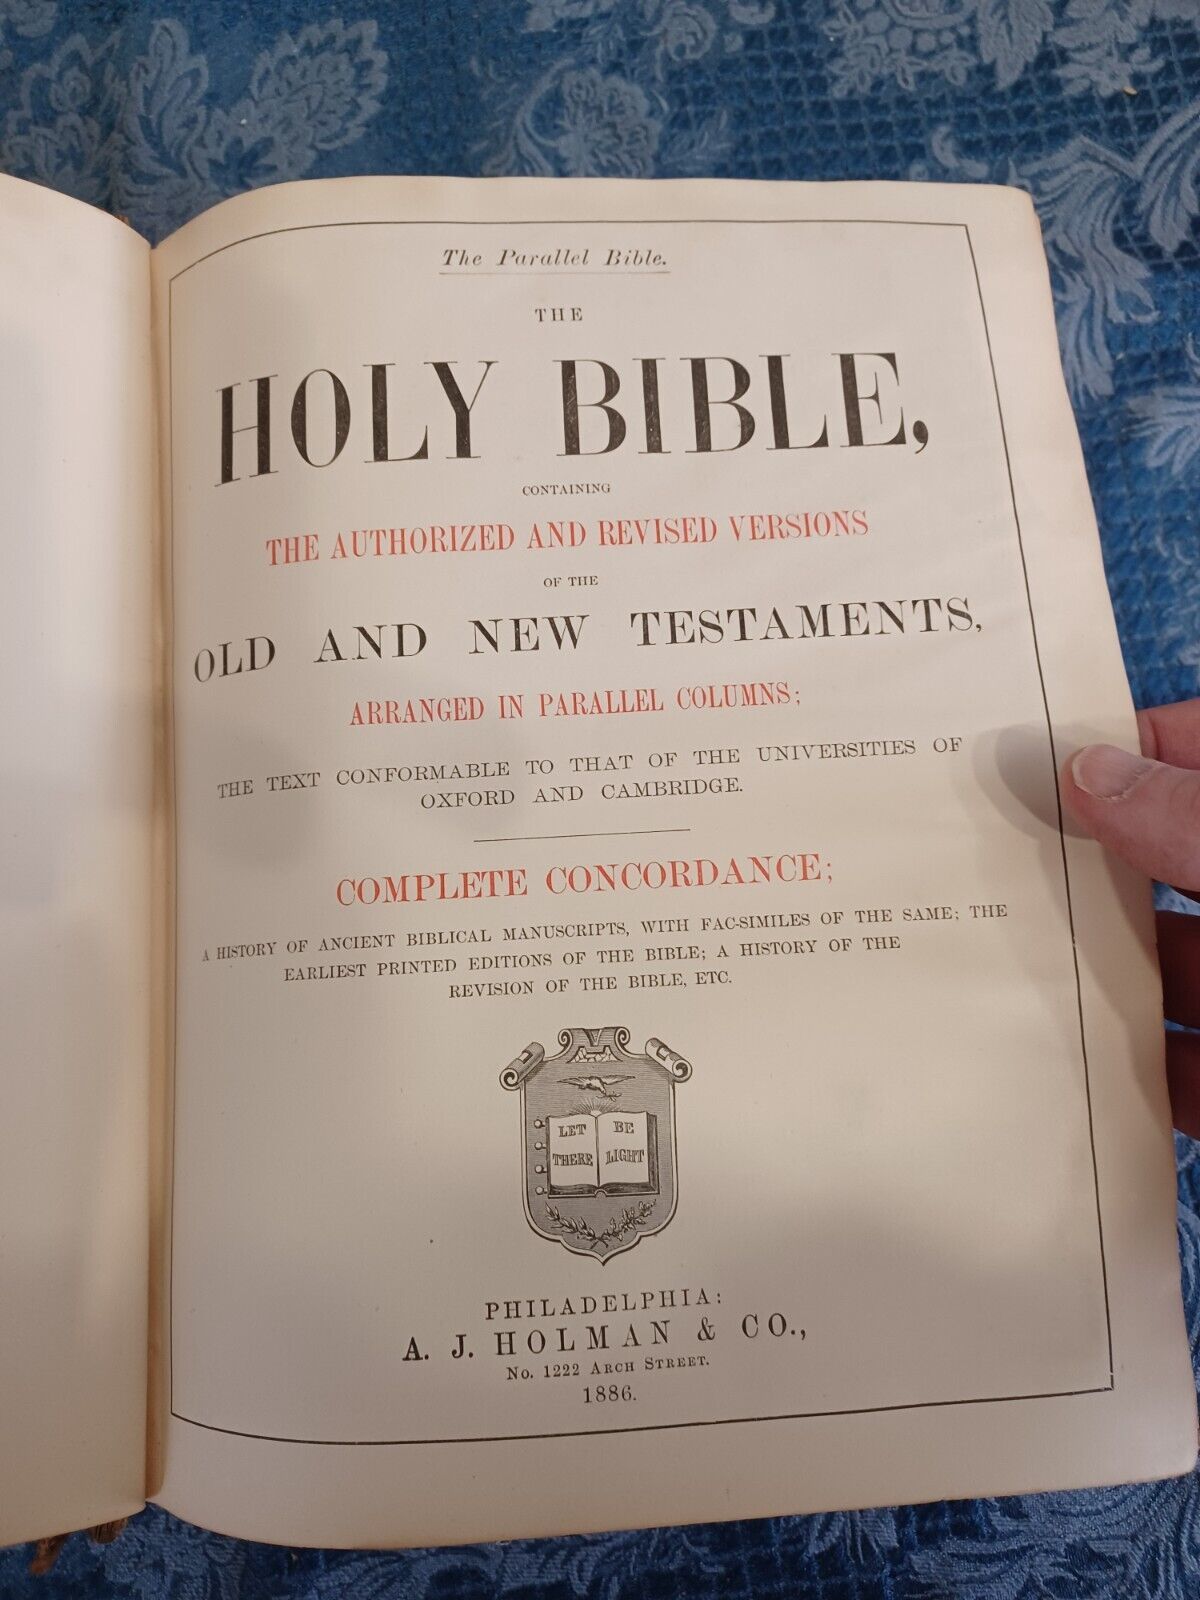 The Parallel Bible.
THE
HOLY BIBLE,
CONTAINING
THE AUTHORIZED AND REVISED VERSIONS
OF THE
OLD AND NEW TESTAMENTS,
ARRANGED IN PARALLEL COLUMNS;
THE TEXT CONFORMABLE TO THAT OF THE UNIVERSITIES OF
OXFORD AND CAMBRIDGE.
COMPLETE CONCORDANCE;
A HISTORY OF ANCIENT BIBLICAL MANUSCRIPTS, WITH FAC-SIMILES OF THE SAME; THE
EARLIEST PRINTED EDITIONS OF THE BIBLE; A HISTORY OF THE
REVISION OF THE BIBLE, ETC.
LET
THERE
BE
LIGHT
PHILADELPHIA:
A. J. HOLMAN & CO.,
No. 1222 ARCH STREET.
1886.